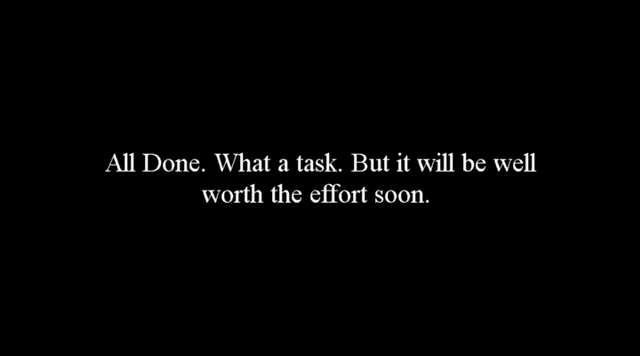 All Done. What a task. But it will be well
worth the effort soon.